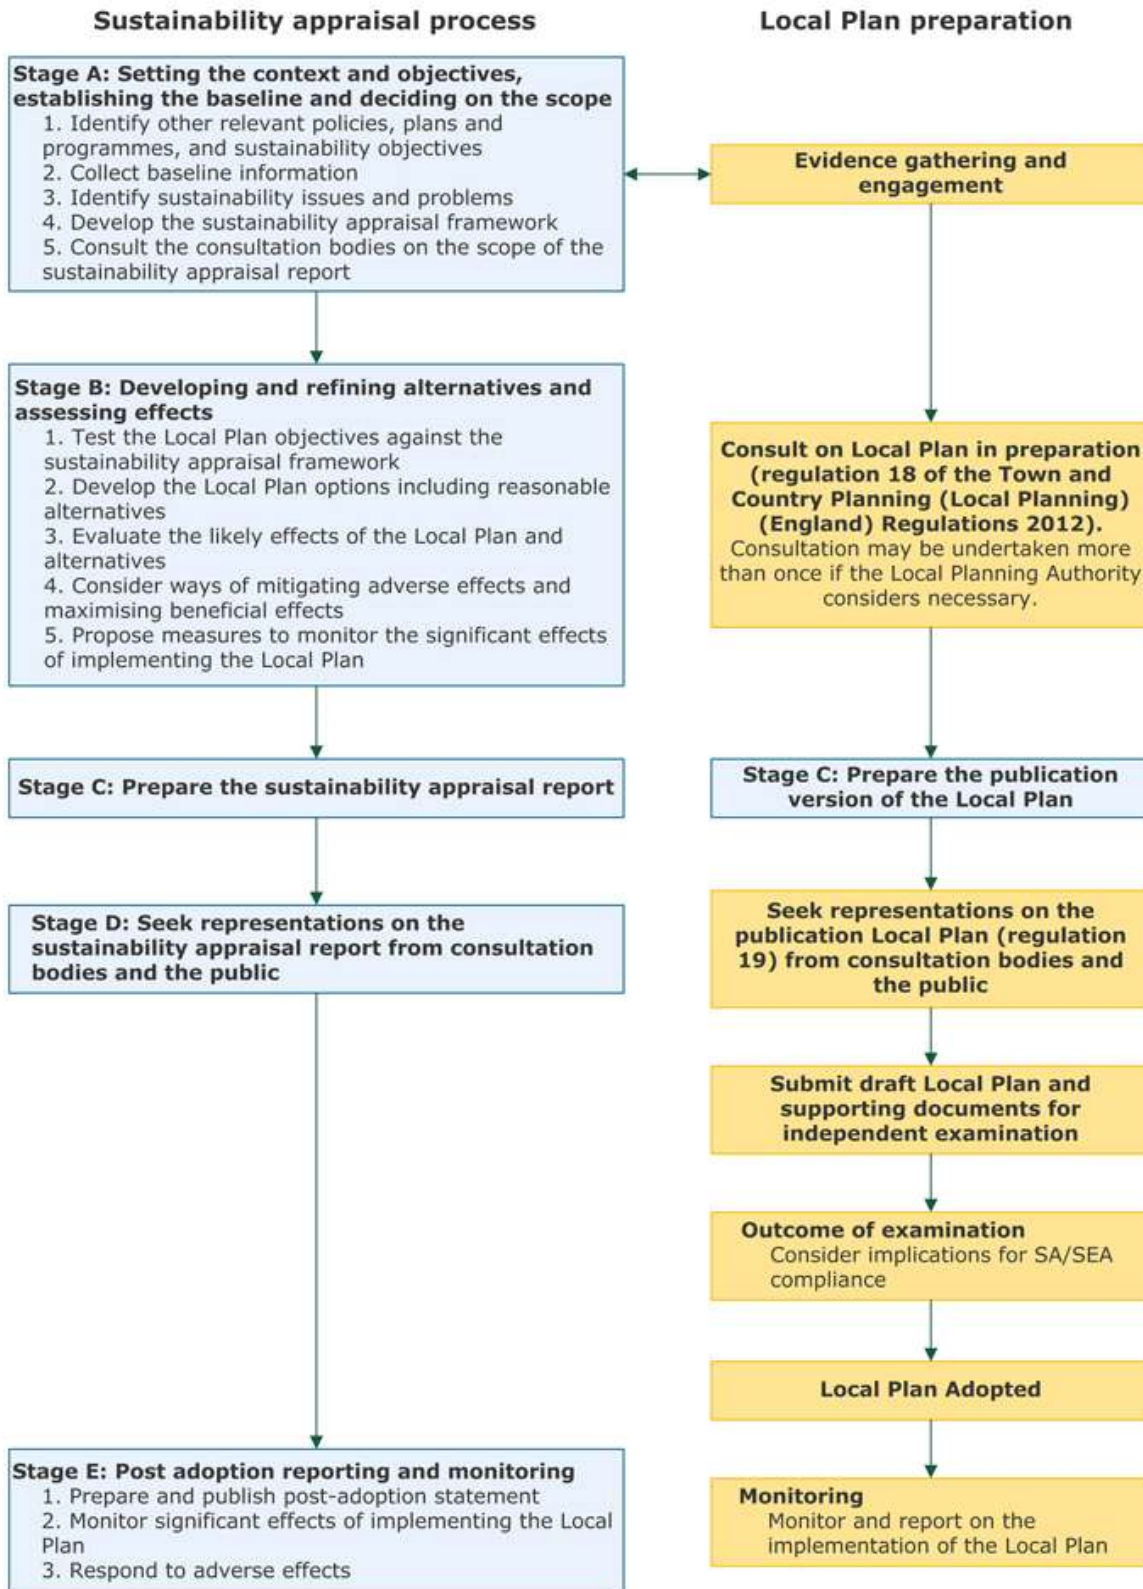 Sustainability appraisal process
Local Plan preparation
Stage A: Setting the context and objectives,
establishing the baseline and deciding on the scope
1. Identify other relevant policies, plans and
programmes, and sustainability objectives
2. Collect baseline information
3. Identify sustainability issues and problems
4. Develop the sustainability appraisal framework
5. Consult the consultation bodies on the scope of the
sustainability appraisal report
Evidence gathering and
engagement
Stage B: Developing and refining alternatives and
assessing effects
1. Test the Local Plan objectives against the
sustainability appraisal framework
2. Develop the Local Plan options including reasonable
alternatives
3. Evaluate the likely effects of the Local Plan and
alternatives
4. Consider ways of mitigating adverse effects and
maximising beneficial effects
5. Propose measures to monitor the significant effects
of implementing the Local Plan
Consult on Local Plan in preparation
(regulation 18 of the Town and
Country Planning (Local Planning)
(England) Regulations 2012).
Consultation may be undertaken more
than once if the Local Planning Authority
considers necessary.
Stage C: Prepare the sustainability appraisal report
Stage C: Prepare the publication
version of the Local Plan
Stage D: Seek representations on the
sustainability appraisal report from consultation
bodies and the public
Seek representations on the
publication Local Plan (regulation
19) from consultation bodies and
the public
Submit draft Local Plan and
supporting documents for
independent examination
Outcome of examination
Consider implications for SA/SEA
compliance
Local Plan Adopted
Stage E: Post adoption reporting and monitoring
1. Prepare and publish post-adoption statement
2. Monitor significant effects of implementing the Local
Plan
3. Respond to adverse effects
Monitoring
Monitor and report on the
implementation of the Local Plan